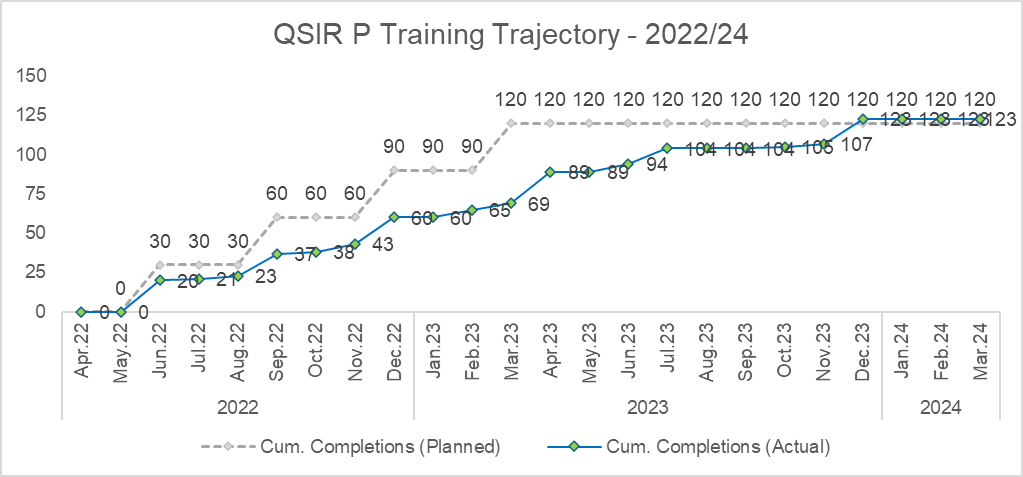 QSIR P Training Trajectory - 2022/24
150
125
100
75
50
25
0
0 30 30 30 60 60 60 90 90 90 120 120 120 120 120 120 120 120 120 120 120 120 120
0 0 20 21 23 37 38 43 60 60 65 69 89 89 94 104 104 104 105 107 123 123 123 123
Apr.22 May.22 Jun.22 Jul.22 Aug.22 Sep.22 Oct.22 Nov.22 Dec.22 Jan.23 Feb.23 Mar.23 Apr.23 May.23 Jun.23 Jul.23 Aug.23 Sep.23 Oct.23 Nov.23 Dec.23 Jan.24 Feb.24 Mar.24
2022 2023 2024
Cum. Completions (Planned) Cum. Completions (Actual)